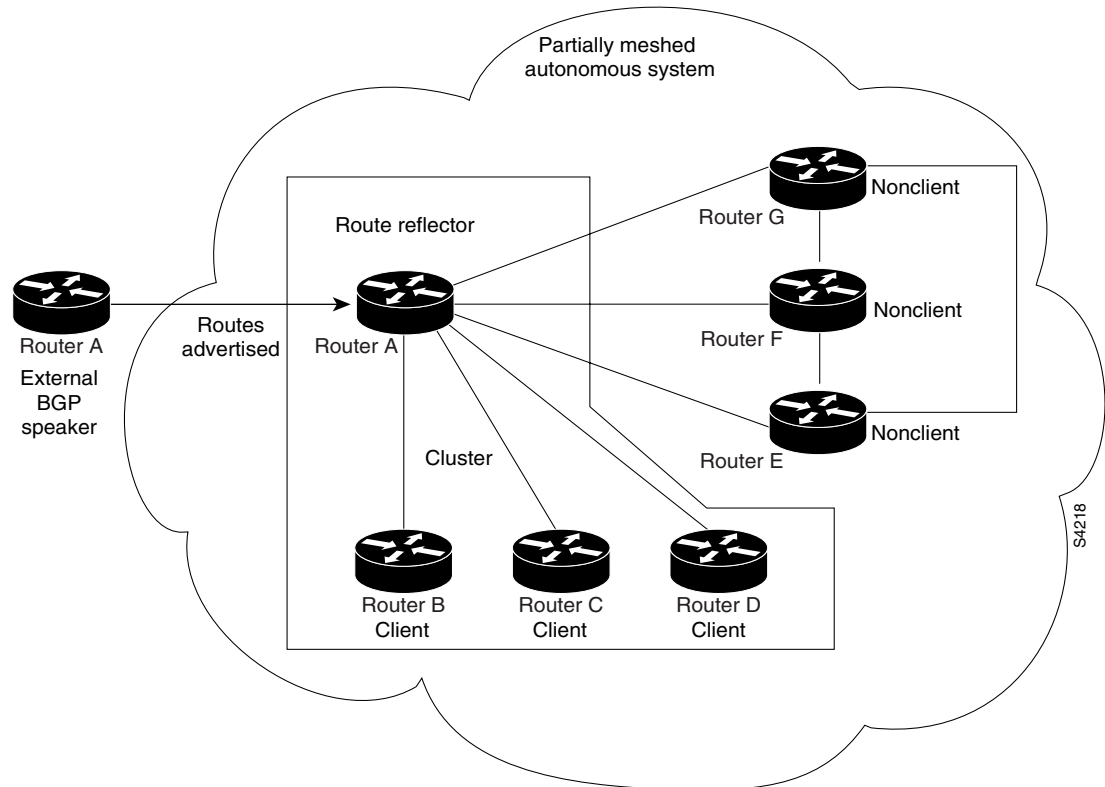 Partially meshed
autonomous system
Nonclient
Router G
Route reflector
Nonclient
Routes
advertised
Router A
Router A
Router F
External
BGP
speaker
Nonclient
Router E
Cluster
S4218
Router B
Client
Router C
Client
Router D
Client